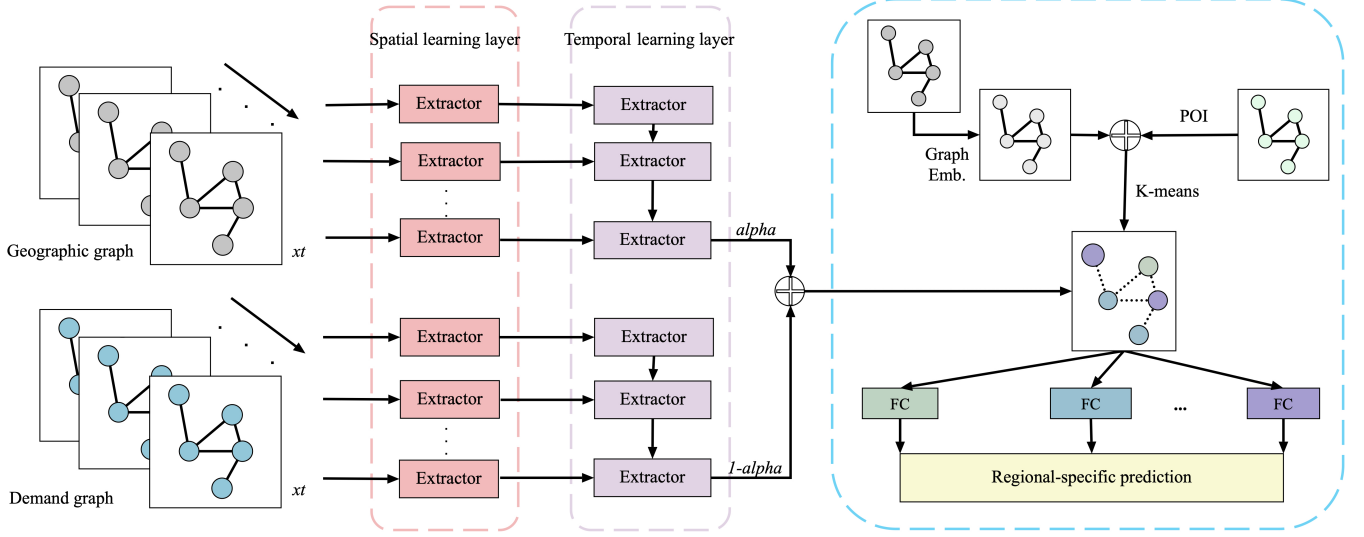 Spatial learning layer
Temporal learning layer
Extractor
Extractor
Extractor
Extractor
Extractor
Extractor
Geographic graph
xt
alpha
Extractor
Extractor
Extractor
Extractor
Extractor
Extractor
Demand graph
xt
1-alpha
Graph
Emb.
POI
K-means
FC
FC
...
FC
Regional-specific prediction